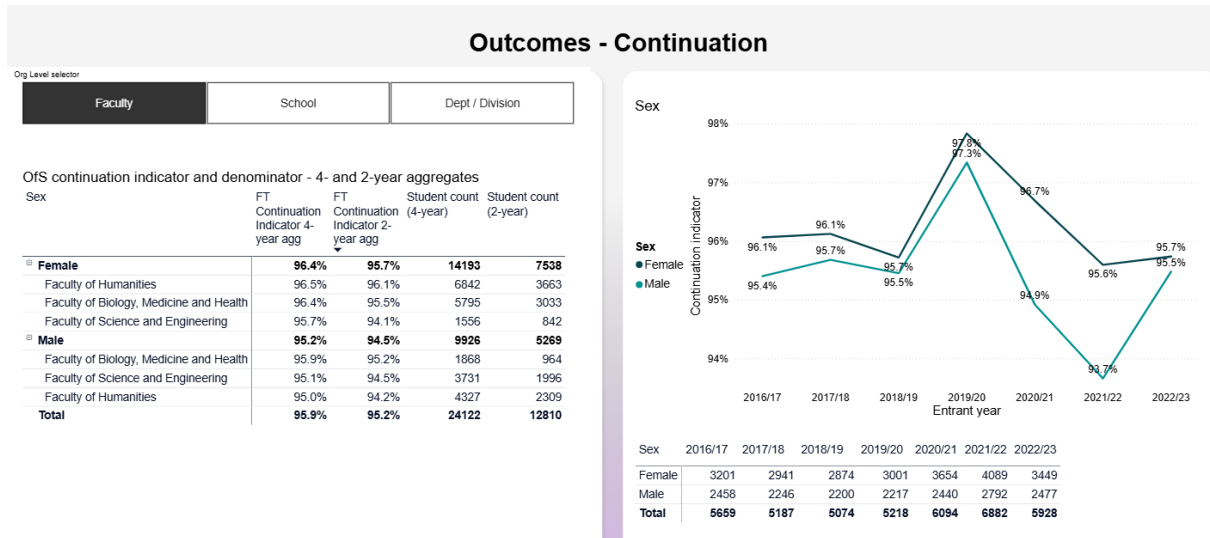 Outcomes - Continuation
Org Level selector
Faculty School Dept / Division
OfS continuation indicator and denominator - 4- and 2-year aggregates
Sex FT Continuation Indicator 4-year agg FT Continuation Indicator 2-year agg Student count (4-year) Student count (2-year)
Female 96.4% 95.7% 14193 7538
Faculty of Humanities 96.5% 96.1% 6842 3663
Faculty of Biology, Medicine and Health 96.4% 95.5% 5795 3033
Faculty of Science and Engineering 95.7% 94.1% 1556 842
Male 95.2% 94.5% 9926 5269
Faculty of Biology, Medicine and Health 95.9% 95.2% 1868 964
Faculty of Science and Engineering 95.1% 94.5% 3731 1996
Faculty of Humanities 95.0% 94.2% 4327 2309
Total 95.9% 95.2% 24122 12810
Sex
98%
97%
96%
95%
94%
Continuation indicator
Sex
Female
Male
96.1% 96.1% 95.7% 97.8% 96.7% 95.6% 95.7%
95.4% 95.7% 95.5% 97.3% 94.9% 93.7% 95.5%
2016/17 2017/18 2018/19 2019/20 2020/21 2021/22 2022/23
Entrant year
Sex 2016/17 2017/18 2018/19 2019/20 2020/21 2021/22 2022/23
Female 3201 2941 2874 3001 3654 4089 3449
Male 2458 2246 2200 2217 2440 2792 2477
Total 5659 5187 5074 5218 6094 6882 5928